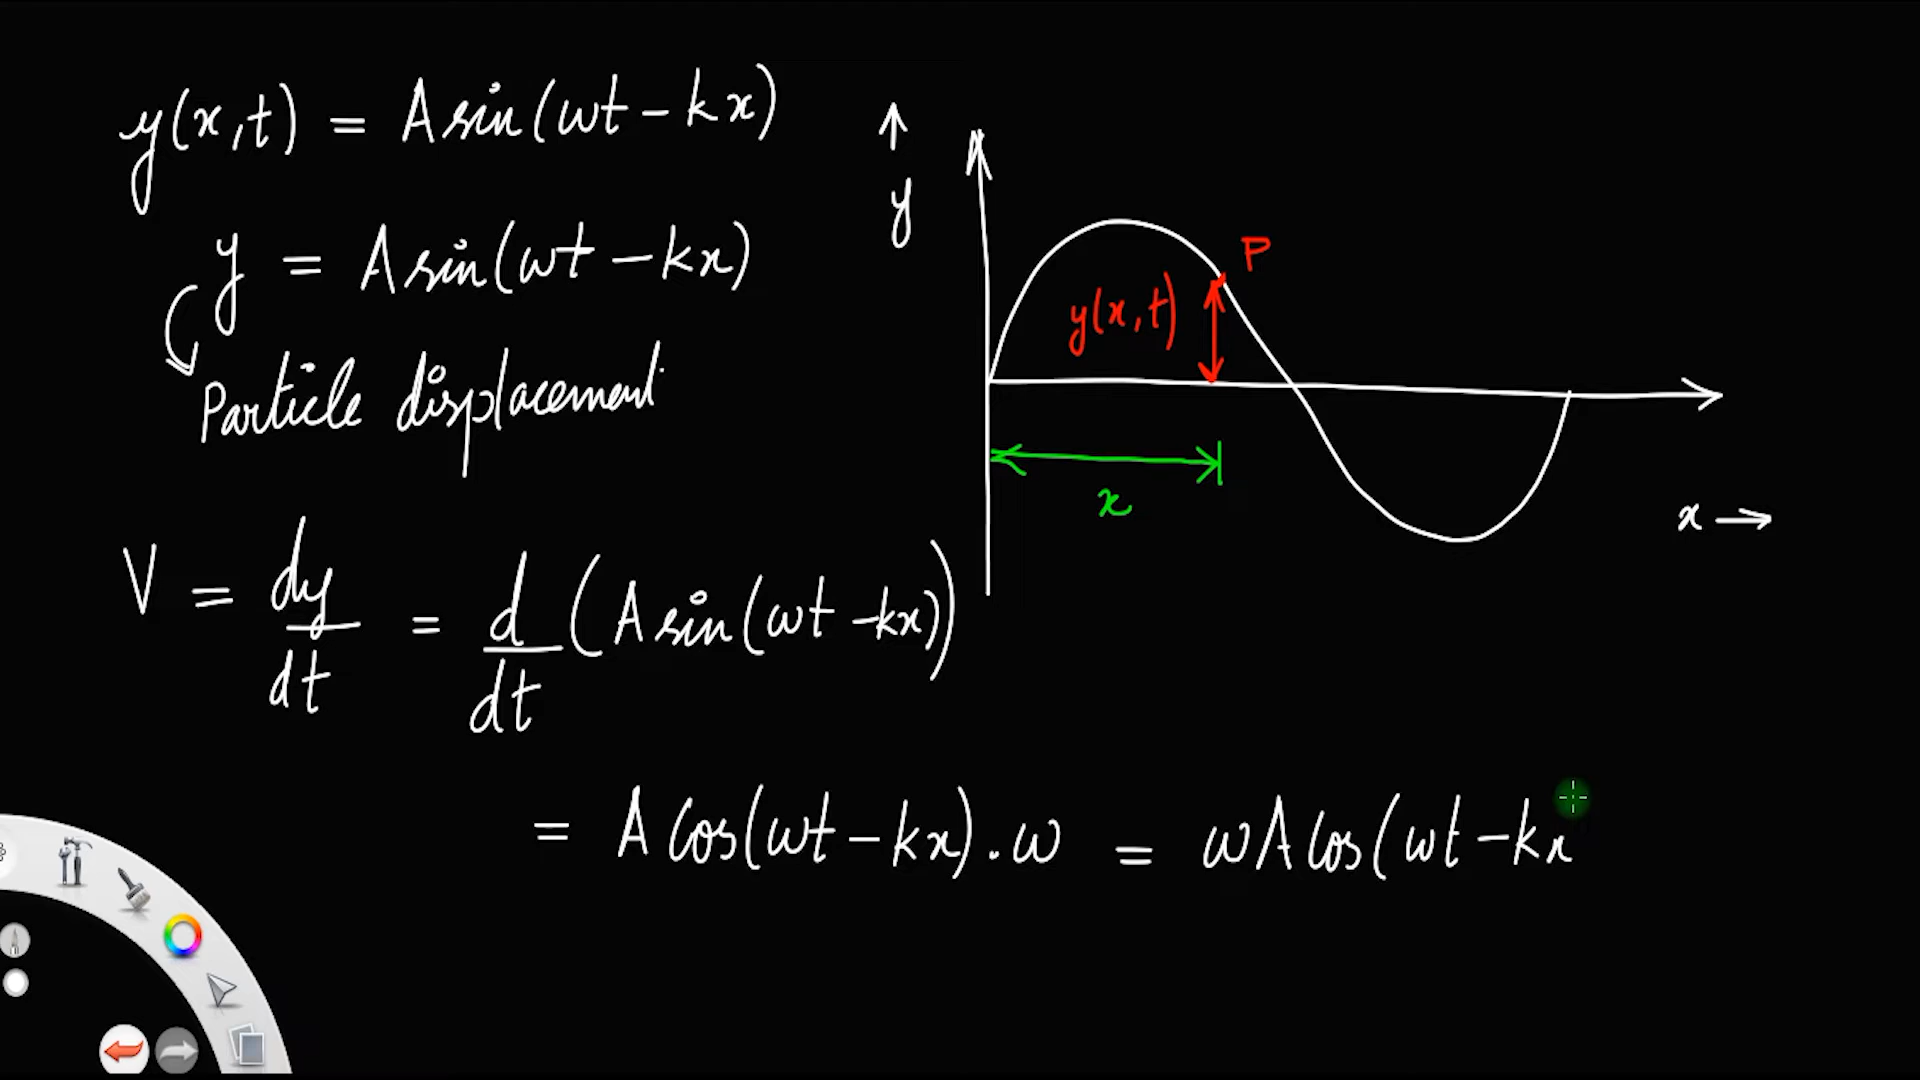 y(x,t) = A sin(ωt - kx)
y = A sin(ωt - kx)
Particle displacement
V = dy/dt = d/dt (A sin(ωt - kx))
= A Cos(ωt - kx) . ω = ωA Cos(ωt - kx
↑
y
P
y(x,t)
x
x →